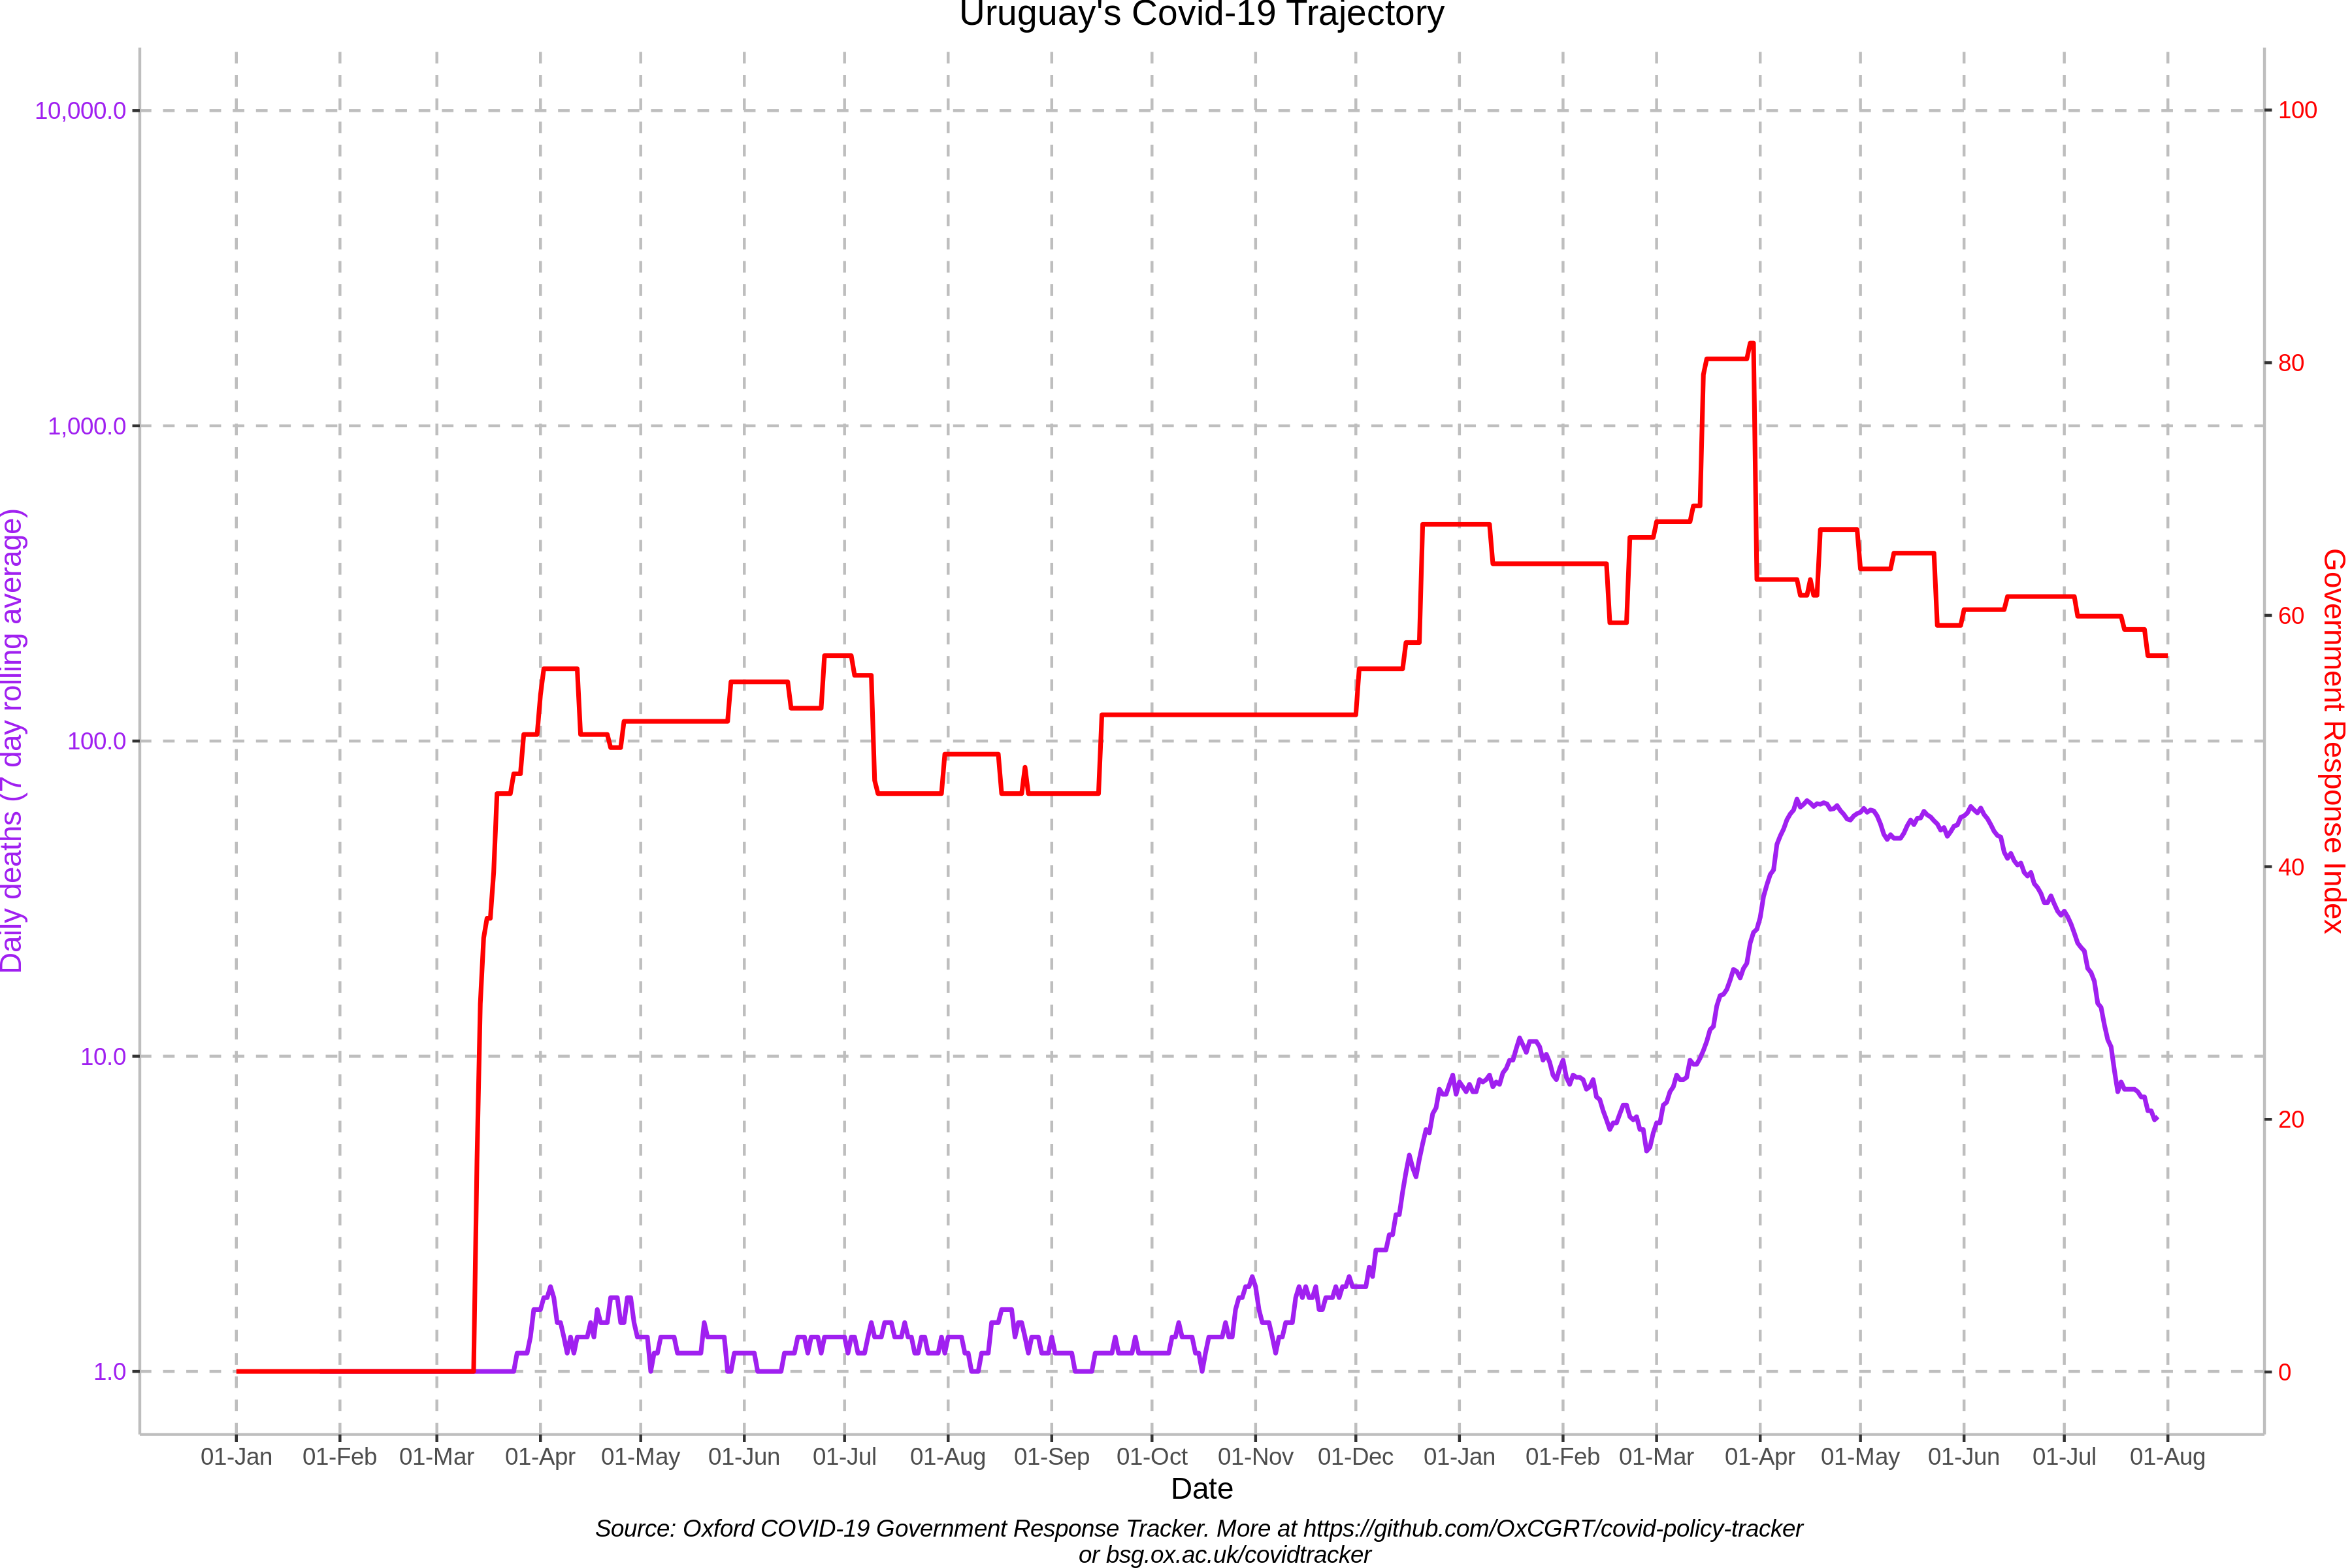 Uruguay's Covid-19 Trajectory
10,000.0
1,000.0
100.0
10.0
1.0
Daily deaths (7 day rolling average)
100
80
60
40
20
0
Government Response Index
01-Jan 01-Feb 01-Mar 01-Apr 01-May 01-Jun 01-Jul 01-Aug 01-Sep 01-Oct 01-Nov 01-Dec 01-Jan 01-Feb 01-Mar 01-Apr 01-May 01-Jun 01-Jul 01-Aug
Date
Source: Oxford COVID-19 Government Response Tracker. More at https://github.com/OxCGRT/covid-policy-tracker
or bsg.ox.ac.uk/covidtracker